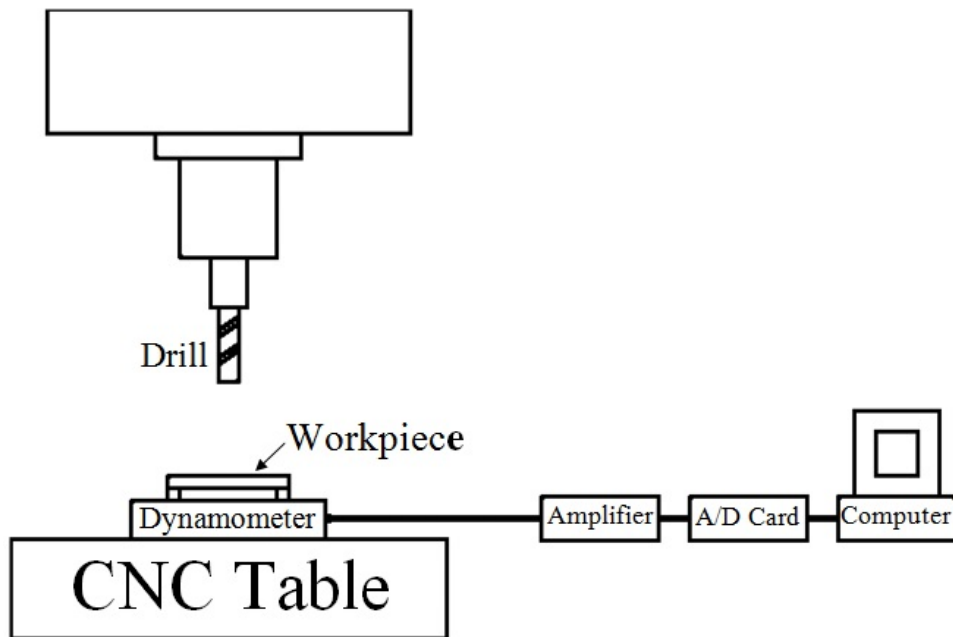 Drill
Workpiece
Dynamometer
Amplifier
A/D Card
Computer
CNC Table